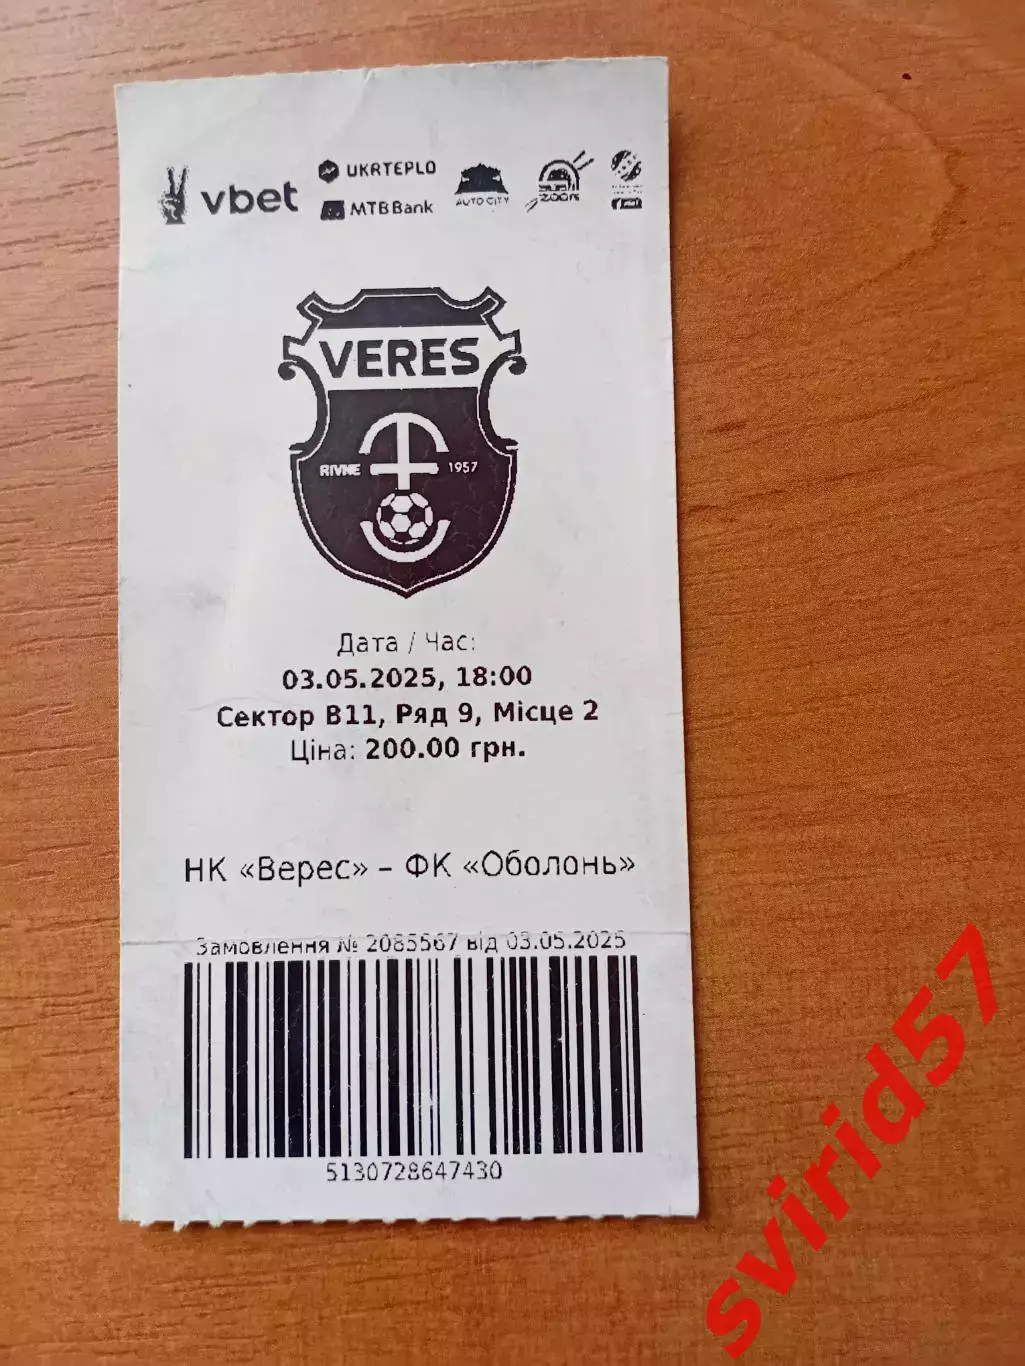 vbet
UKRTEPLO
MTB Bank
AUTO CITY
ZOOM
VERES
RIVNE 1957
Дата / Час:
03.05.2025, 18:00
Сектор B11, Ряд 9, Місце 2
Ціна: 200.00 грн.
НК «Верес» – ФК «Оболонь»
Замовлення № 2085567 від 03.05.2025
5130728647430
svirid57